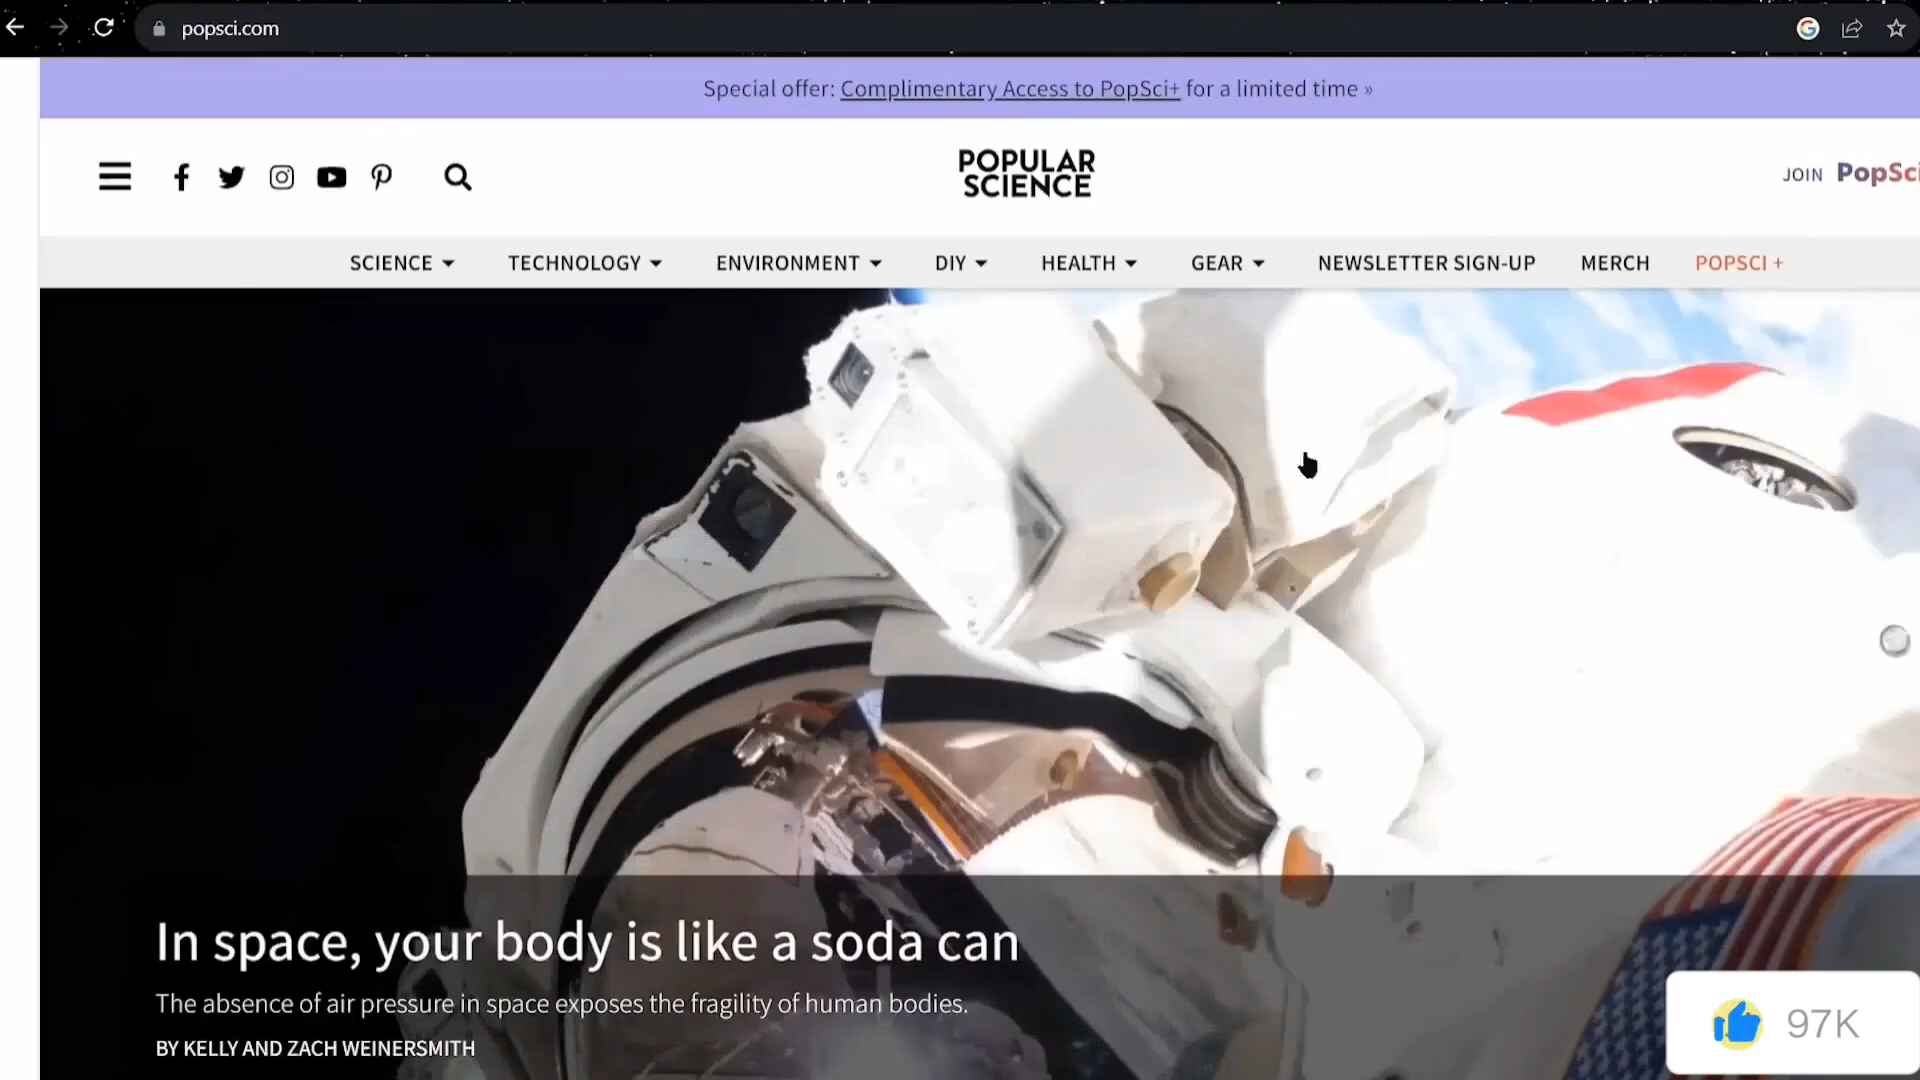 popsci.com
Special offer: Complimentary Access to PopSci+ for a limited time »
POPULAR
SCIENCE
JOIN PopSci
SCIENCE TECHNOLOGY ENVIRONMENT DIY HEALTH GEAR NEWSLETTER SIGN-UP MERCH POPSCI +
In space, your body is like a soda can
The absence of air pressure in space exposes the fragility of human bodies.
BY KELLY AND ZACH WEINERSMITH
97K